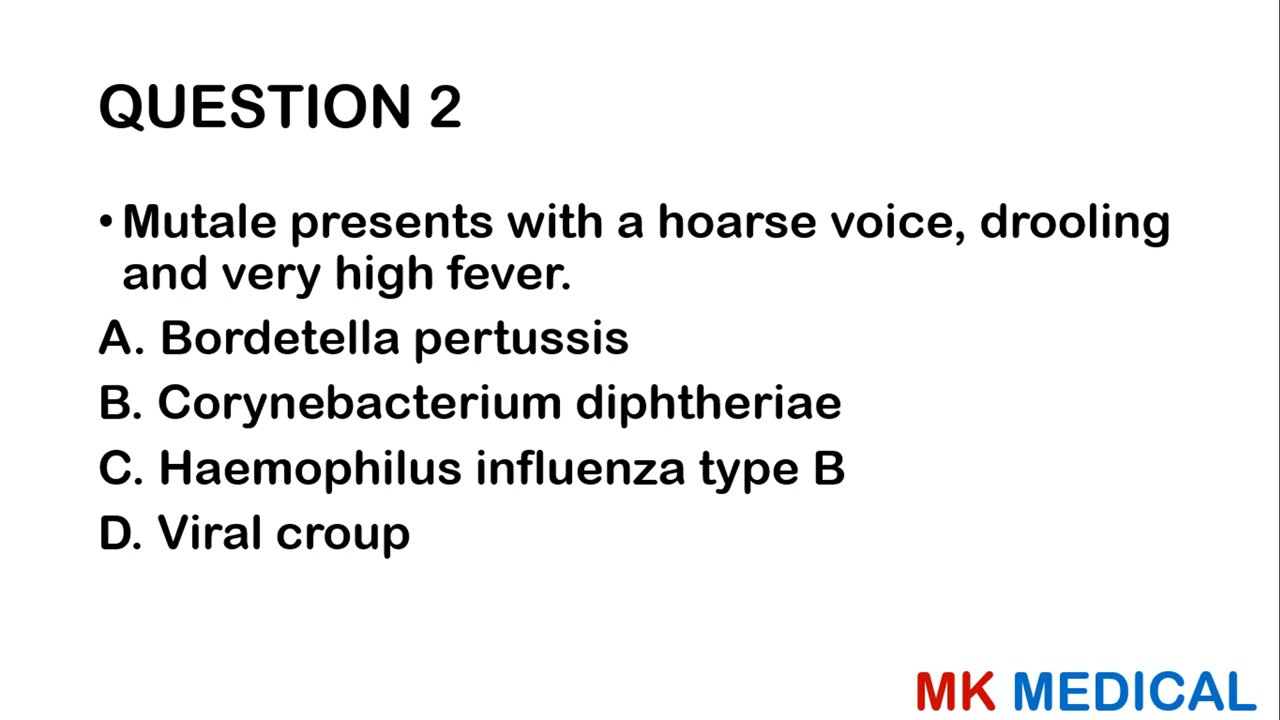 QUESTION 2
• Mutale presents with a hoarse voice, drooling
and very high fever.
A. Bordetella pertussis
B. Corynebacterium diphtheriae
C. Haemophilus influenza type B
D. Viral croup
MK MEDICAL